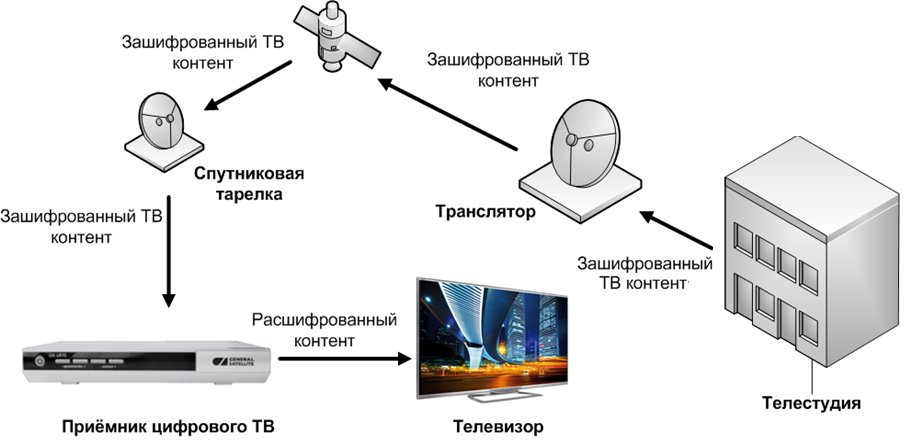 Зашифрованный ТВ
контент
Зашифрованный ТВ
контент
Спутниковая
тарелка
Транслятор
Зашифрованный ТВ
контент
Зашифрованный
ТВ контент
Расшифрованный
контент
GENERAL
SATELLITE
Приёмник цифрового ТВ
Телевизор
Телестудия